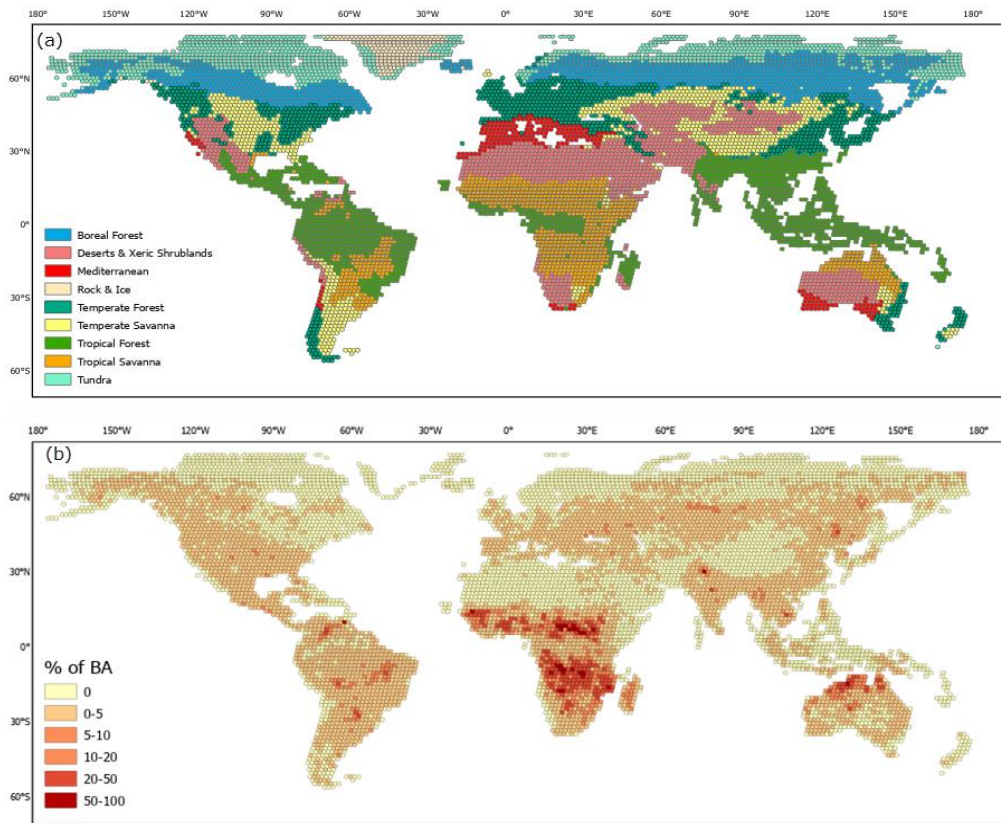 180° 150°W 120°W 90°W 60°W 30°W 0° 30°E 60°E 90°E 120°E 150°E 180°
(a)
60°N
30°N
0°
30°S
60°S
Boreal Forest
Deserts & Xeric Shrublands
Mediterranean
Rock & Ice
Temperate Forest
Temperate Savanna
Tropical Forest
Tropical Savanna
Tundra
180° 150°W 120°W 90°W 60°W 30°W 0° 30°E 60°E 90°E 120°E 150°E 180°
(b)
60°N
30°N
0°
30°S
60°S
% of BA
0
0-5
5-10
10-20
20-50
50-100